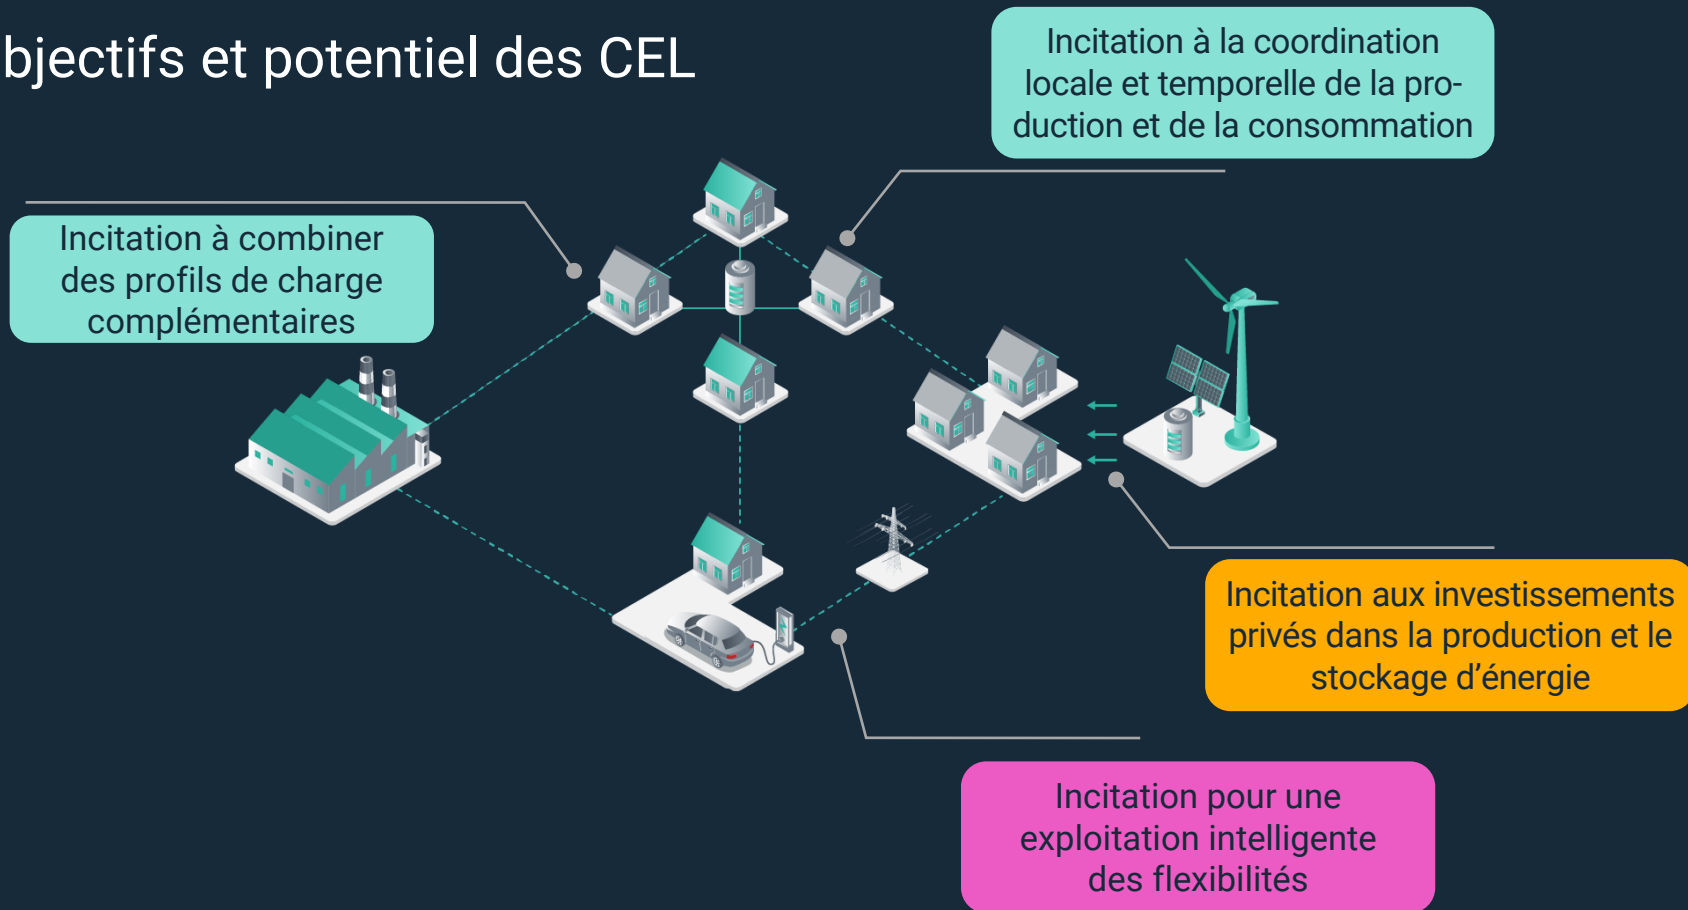 bjectifs et potentiel des CEL
Incitation à la coordination
locale et temporelle de la pro-
duction et de la consommation
Incitation à combiner
des profils de charge
complémentaires
Incitation aux investissements
privés dans la production et le
stockage d’énergie
Incitation pour une
exploitation intelligente
des flexibilités